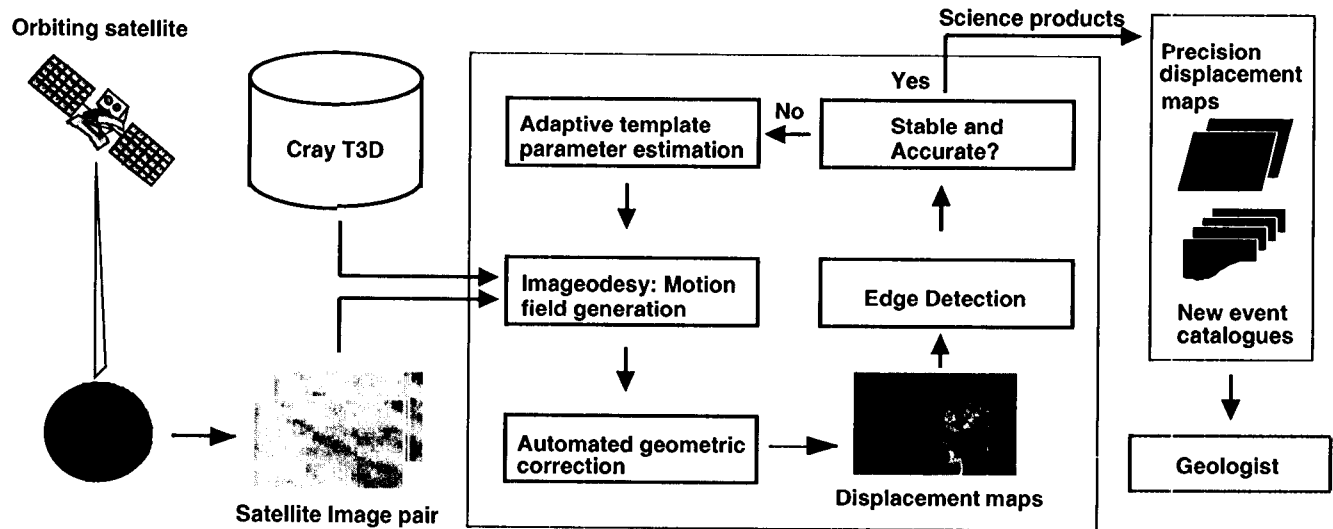 Orbiting satellite
Cray T3D
Satellite Image pair
Adaptive template
parameter estimation
No
Yes
Stable and
Accurate?
Imageodesy: Motion
field generation
Edge Detection
Automated geometric
correction
Displacement maps
Science products
Precision
displacement
maps
New event
catalogues
Geologist